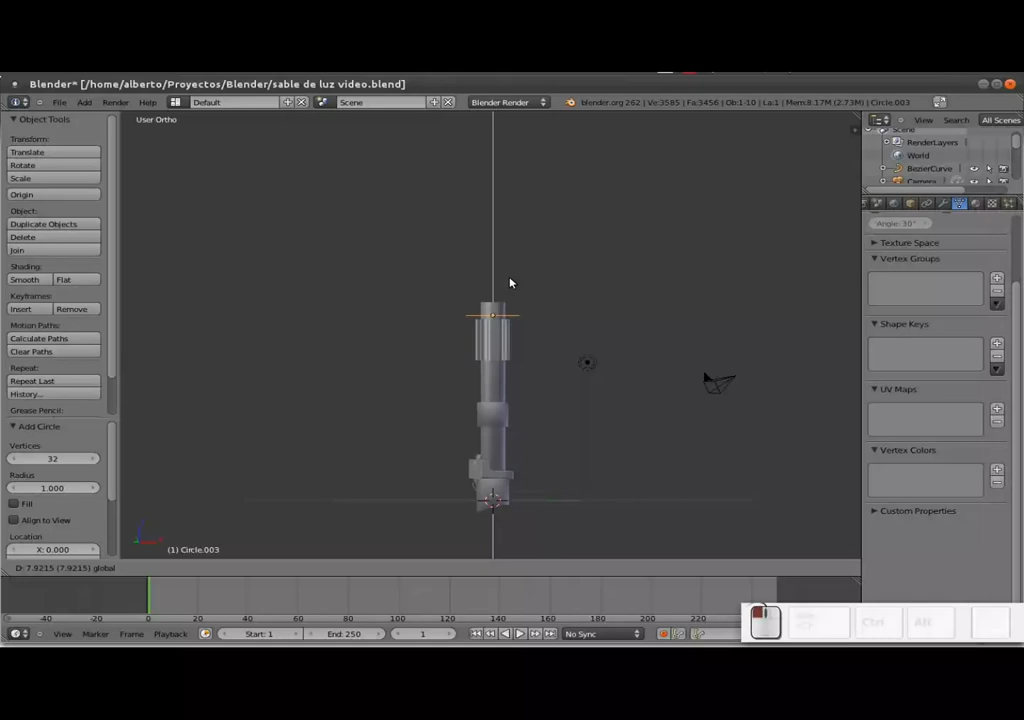 Blender* [/home/alberto/Proyectos/Blender/sable de luz video.blend]
File Add Render Help Default Scene Blender Render blender.org 262 | Ve:3585 | Fa:3456 | Ob:1-10 | La:1 | Mem:8.17M (2.73M) | Circle.003
Object Tools
User Ortho
View Search All Scenes
Scene
RenderLayers
World
BezierCurve
Camera
Transform:
Translate
Rotate
Scale
Origin
Object:
Duplicate Objects
Delete
Join
Shading:
Smooth Flat
Keyframes:
Insert Remove
Motion Paths:
Calculate Paths
Clear Paths
Repeat:
Repeat Last
History...
Grease Pencil:
Add Circle
Vertices
32
Radius
1.000
Fill
Align to View
Location
X: 0.000
(1) Circle.003
Angle: 30°
Texture Space
Vertex Groups
Shape Keys
UV Maps
Vertex Colors
Custom Properties
D: 7.9215 (7.9215) global
-40 -20 0 20 40 60 80 100 120 140 160 180 200 220
View Marker Frame Playback Start: 1 End: 250 1 No Sync
Ctrl Alt